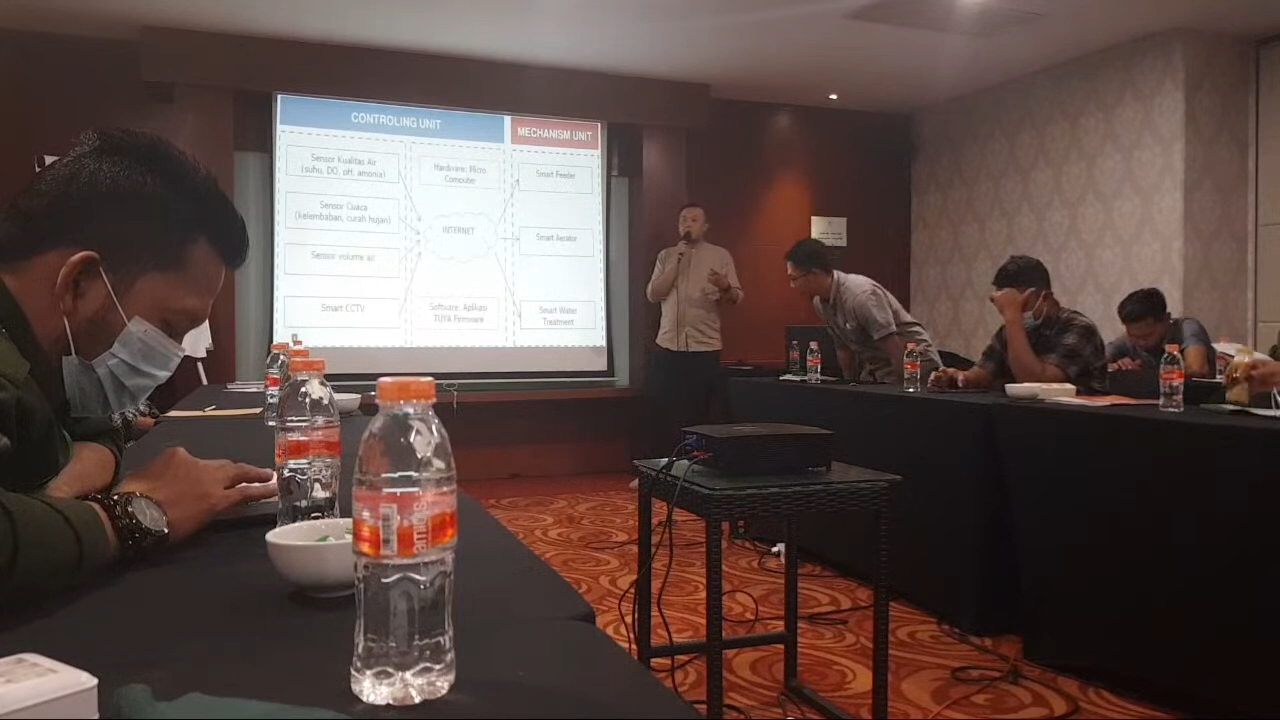 CONTROLING UNIT
MECHANISM UNIT
Sensor Kualitas Air
(suhu, DO, pH, amonia)
Hardware: Micro
Computer
Smart Feeder
Sensor Cuaca
(kelembaban, curah hujan)
INTERNET
Smart Aerator
Sensor volume air
Smart CCTV
Software: Aplikasi
TUYA Firmware
Smart Water
Treatment
amidis